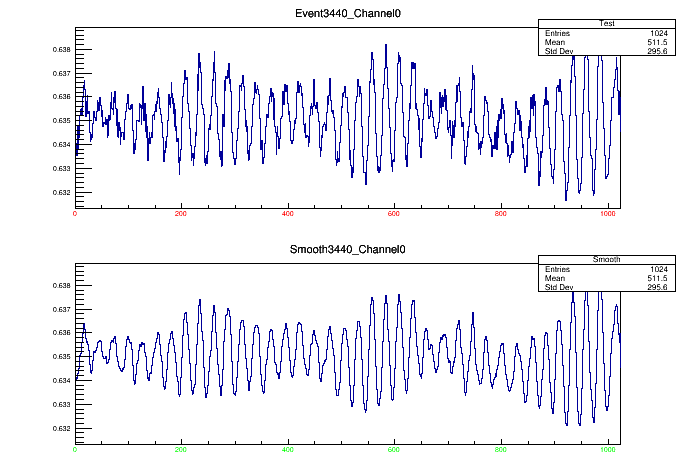 Event3440_Channel0
Test
Entries 1024
Mean 511.5
Std Dev 295.6
0.638
0.637
0.636
0.635
0.634
0.633
0.632
0 200 400 600 800 1000
Smooth3440_Channel0
Smooth
Entries 1024
Mean 511.5
Std Dev 295.6
0.638
0.637
0.636
0.635
0.634
0.633
0.632
0 200 400 600 800 1000